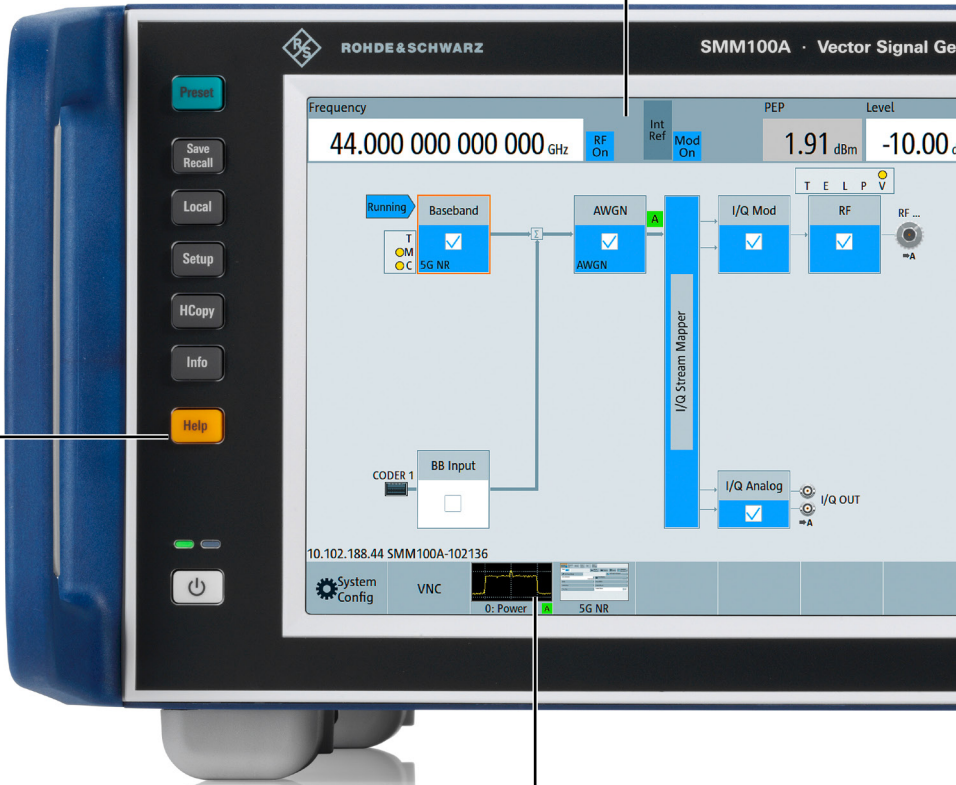 R/S
ROHDE&SCHWARZ
SMM100A · Vector Signal Ge
Preset
Save
Recall
Local
Setup
HCopy
Info
Help
Frequency
PEP
Level
44.000 000 000 000 GHz
RF
On
Int
Ref
Mod
On
1.91 dBm
-10.00
Running
Baseband
T
M
C
5G NR
Σ
AWGN
AWGN
A
I/Q Stream Mapper
I/Q Mod
T E L P V
RF
RF ...
⇒A
CODER 1
BB Input
I/Q Analog
I/Q OUT
⇒A
10.102.188.44 SMM100A-102136
System
Config
VNC
0: Power
A
5G NR